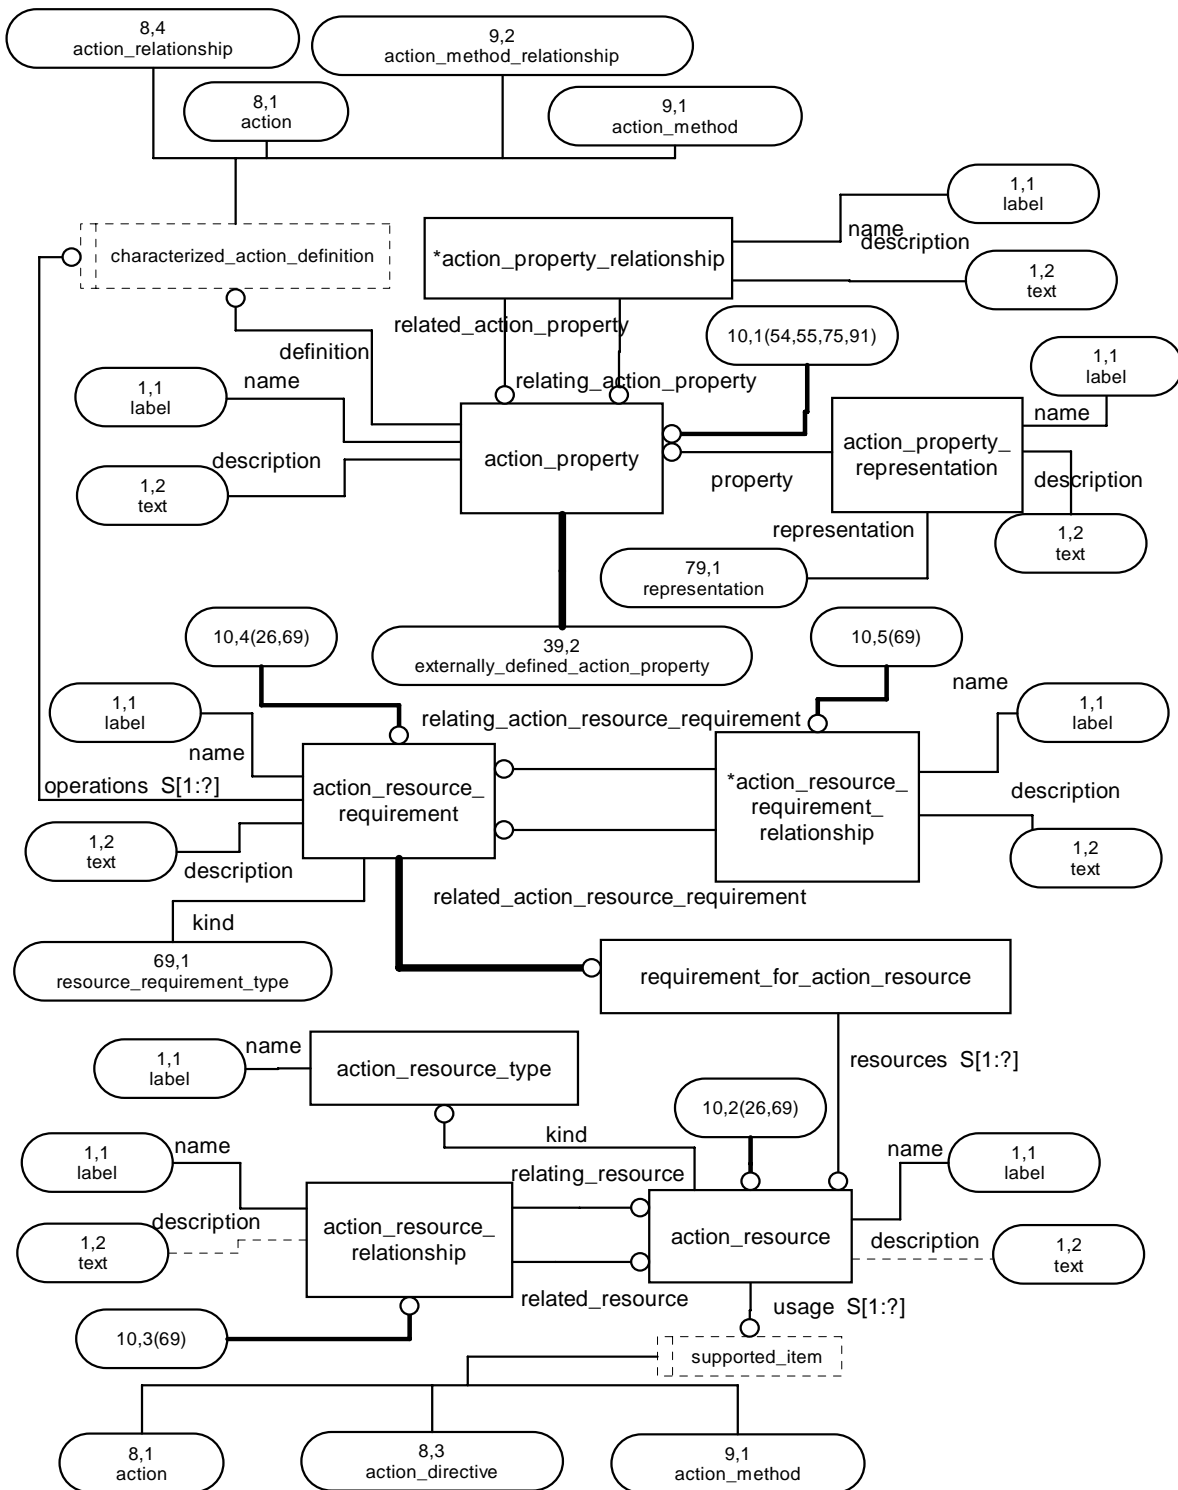 8,4
action_relationship
9,2
action_method_relationship
8,1
action
9,1
action_method
1,1
label
name
characterized_action_definition
*action_property_relationship
description
1,2
text
related_action_property
10,1(54,55,75,91)
definition
1,1
label
name
relating_action_property
1,1
label
name
action_property
action_property_
representation
description
1,2
text
property
description
1,2
text
representation
79,1
representation
10,4(26,69)
39,2
externally_defined_action_property
10,5(69)
1,1
label
name
relating_action_resource_requirement
name
1,1
label
operations  S[1:?]
action_resource_
requirement
*action_resource_
requirement_
relationship
description
1,2
text
description
1,2
text
related_action_resource_requirement
kind
69,1
resource_requirement_type
requirement_for_action_resource
1,1
label
name
action_resource_type
resources  S[1:?]
10,2(26,69)
kind
1,1
label
name
relating_resource
name
1,1
label
action_resource_
relationship
action_resource
description
1,2
text
description
1,2
text
related_resource
usage  S[1:?]
10,3(69)
supported_item
8,1
action
8,3
action_directive
9,1
action_method